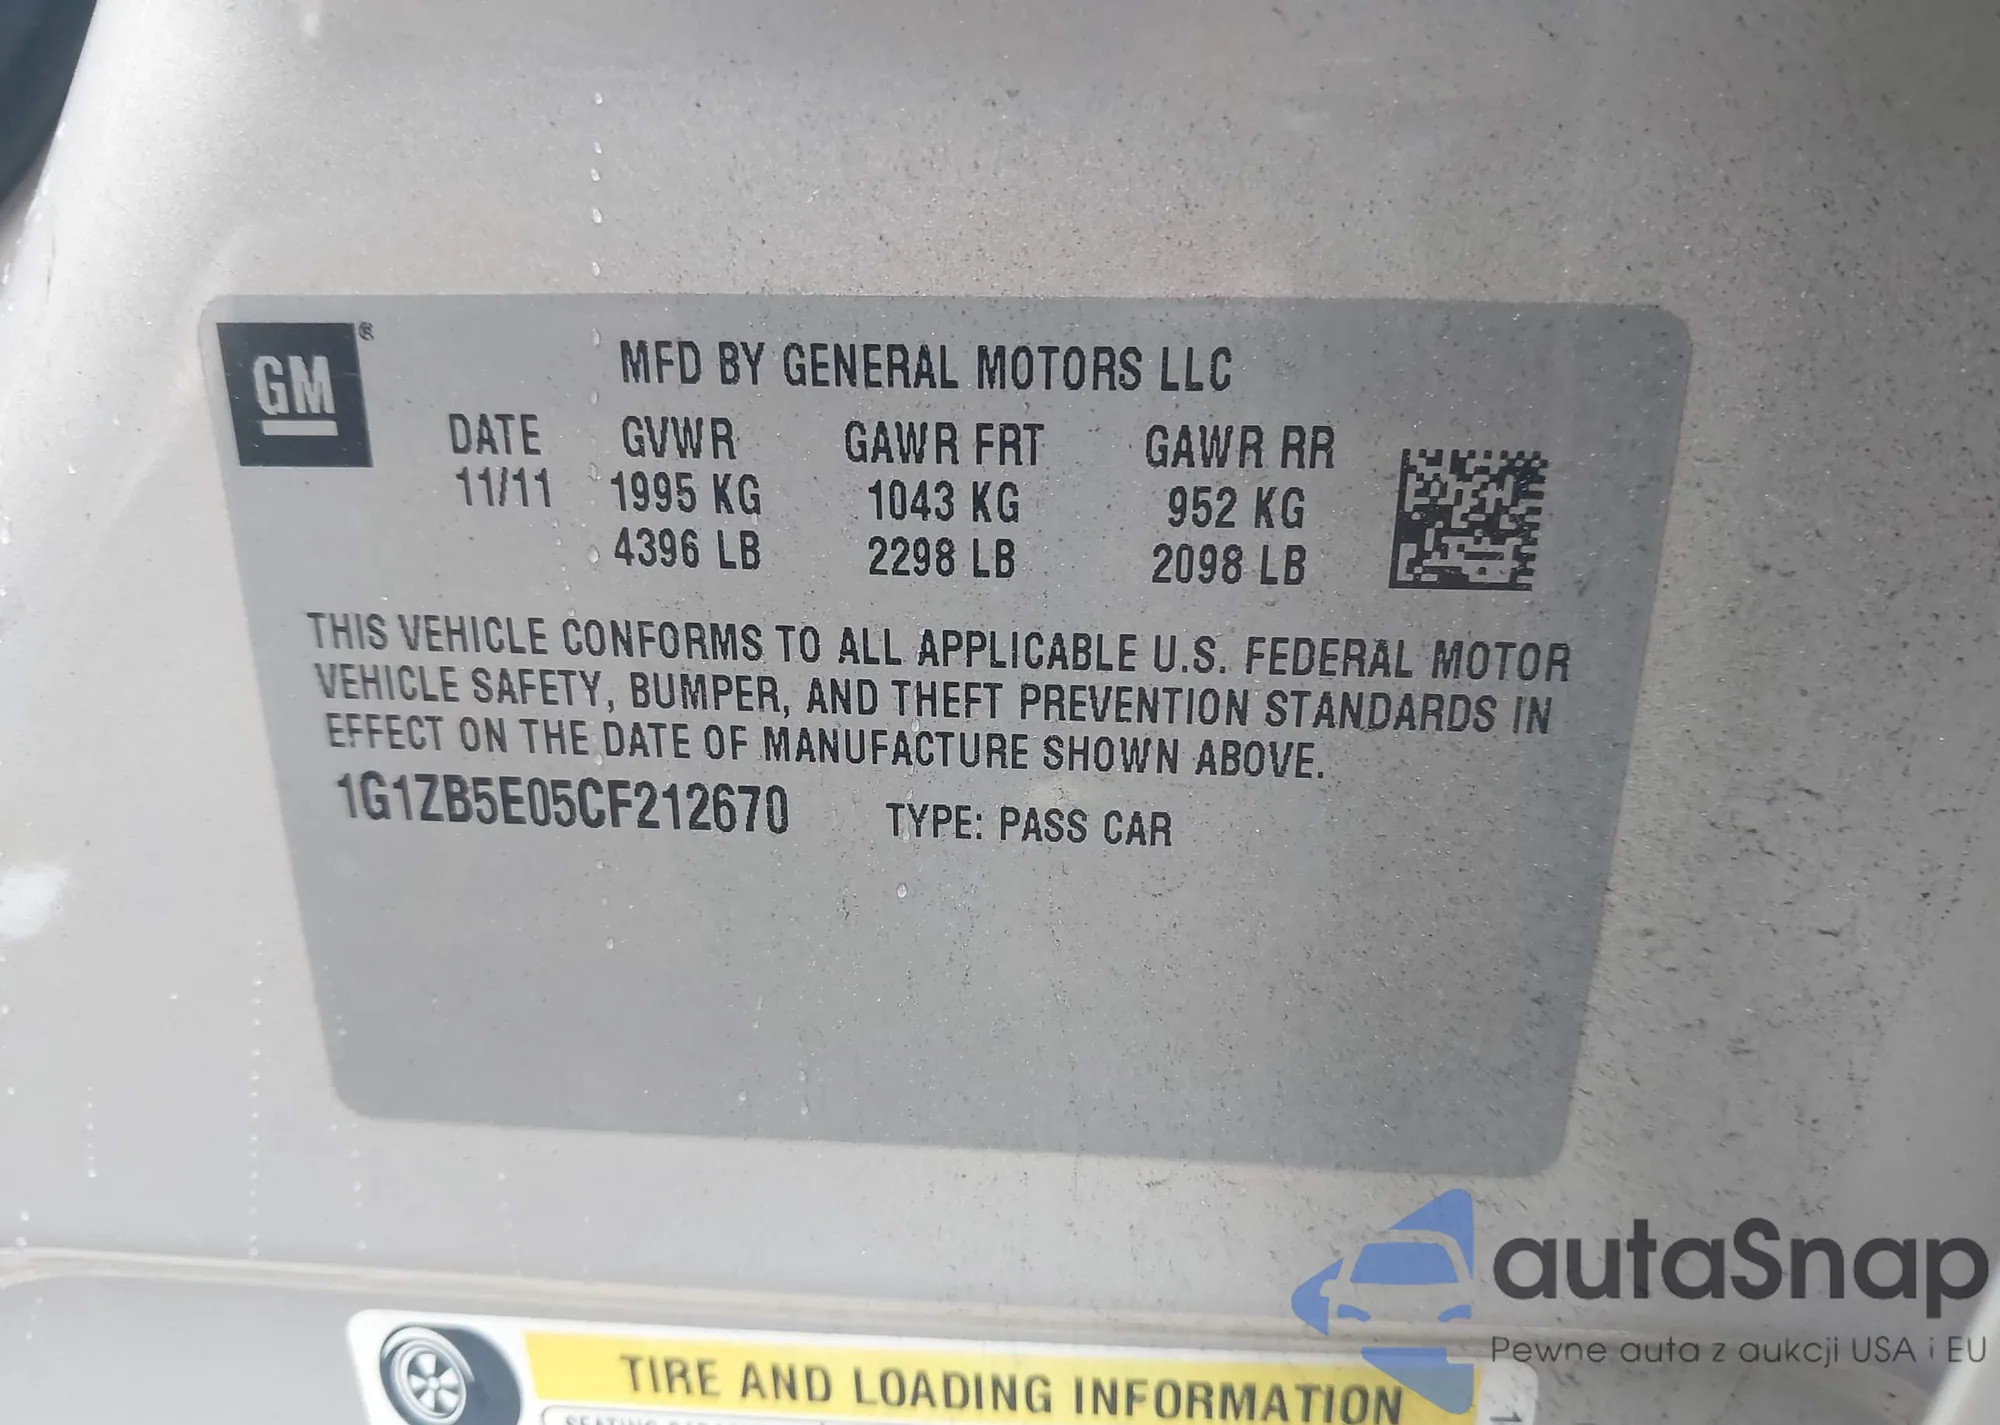 GM®
MFD BY GENERAL MOTORS LLC
DATE GVWR GAWR FRT GAWR RR
11/11 1995 KG 1043 KG 952 KG
4396 LB 2298 LB 2098 LB
THIS VEHICLE CONFORMS TO ALL APPLICABLE U.S. FEDERAL MOTOR
VEHICLE SAFETY, BUMPER, AND THEFT PREVENTION STANDARDS IN
EFFECT ON THE DATE OF MANUFACTURE SHOWN ABOVE.
1G1ZB5E05CF212670 TYPE: PASS CAR
autaSnap
Pewne auta z aukcji USA i EU
TIRE AND LOADING INFORMATION